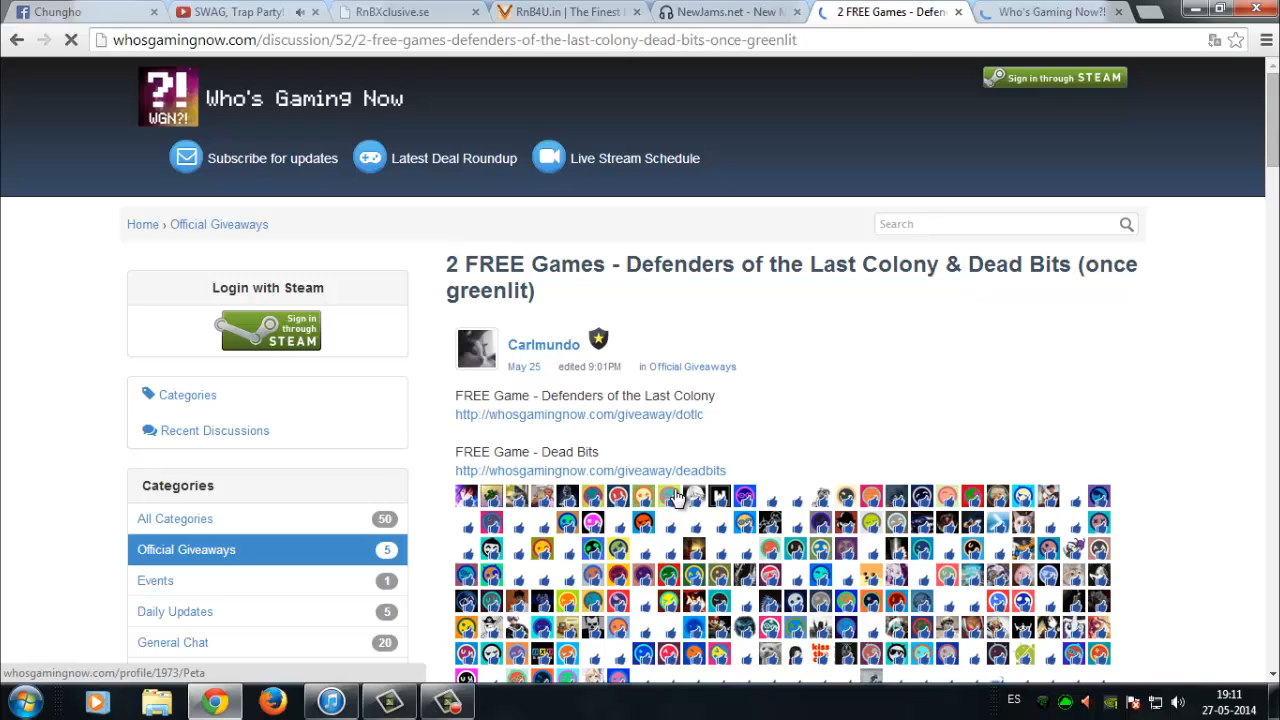 Chungho
SWAG, Trap Party!
RnBXclusive.se
RnB4U.in | The Finest
NewJams.net - New M
2 FREE Games - Defen
Who's Gaming Now?!
whosgamingnow.com/discussion/52/2-free-games-defenders-of-the-last-colony-dead-bits-once-greenlit
?!
WGN?!
Who's Gaming Now
Sign in through STEAM
Subscribe for updates
Latest Deal Roundup
Live Stream Schedule
Home › Official Giveaways
Search
2 FREE Games - Defenders of the Last Colony & Dead Bits (once
greenlit)
Login with Steam
Sign in
through
STEAM
Carlmundo
May 25 edited 9:01PM in Official Giveaways
Categories
Recent Discussions
FREE Game - Defenders of the Last Colony
http://whosgamingnow.com/giveaway/dotlc
FREE Game - Dead Bits
http://whosgamingnow.com/giveaway/deadbits
Categories
All Categories 50
Official Giveaways 5
Events 1
Daily Updates 5
General Chat 20
kiss
the
whosgamingnow.com/profile/1973/Peta
ES
19:11
27-05-2014